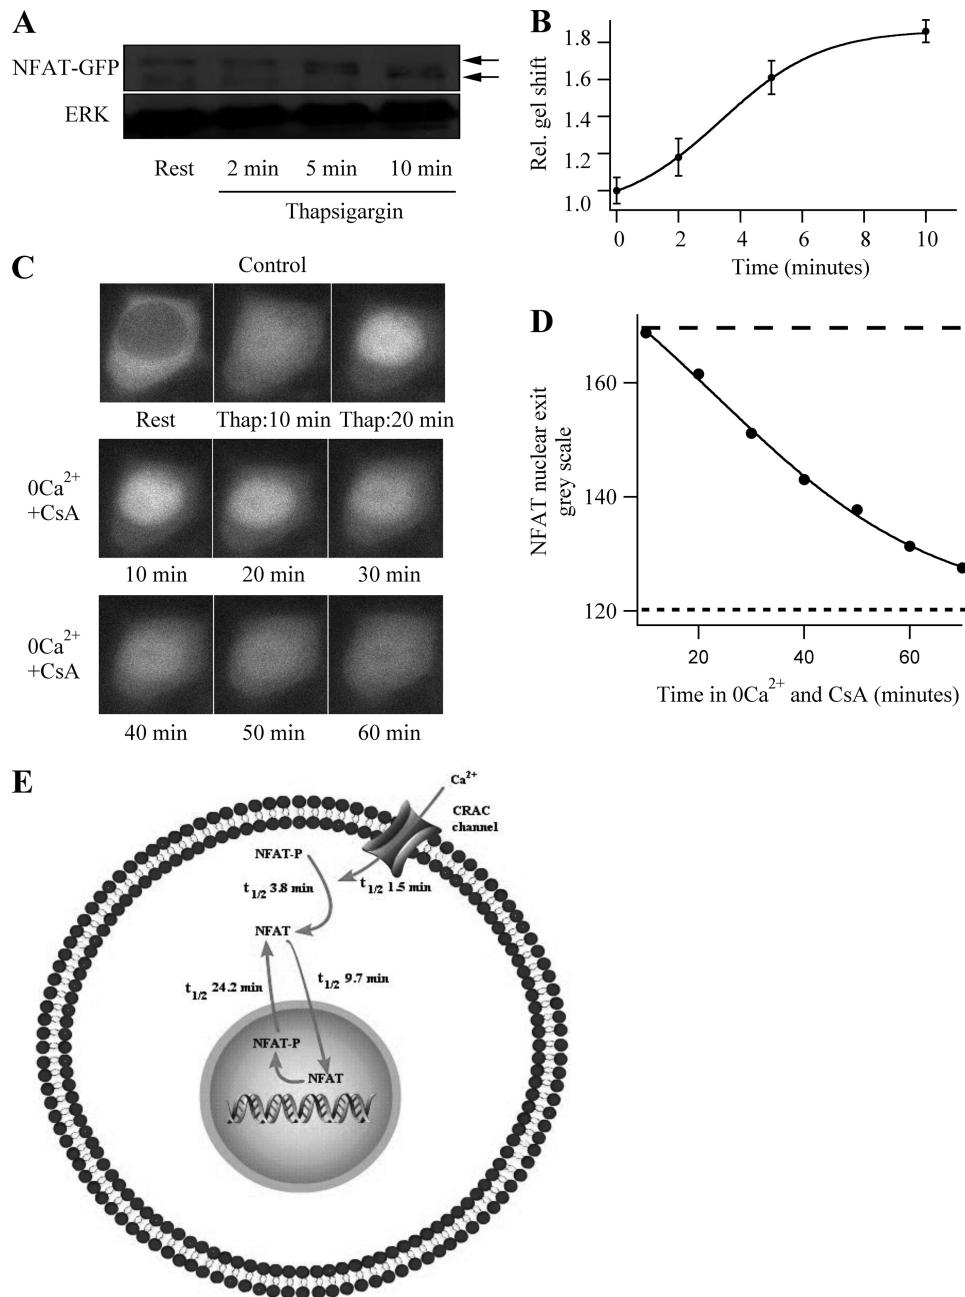 A
NFAT-GFP
ERK
Rest 2 min 5 min 10 min
Thapsigargin
B
Rel. gel shift
1.8
1.6
1.4
1.2
1.0
0 2 4 6 8 10
Time (minutes)
C
Control
Rest Thap:10 min Thap:20 min
0Ca²⁺
+CsA
10 min 20 min 30 min
0Ca²⁺
+CsA
40 min 50 min 60 min
D
NFAT nuclear exit
grey scale
160
140
120
20 40 60
Time in 0Ca²⁺ and CsA (minutes)
E
Ca²⁺
CRAC
channel
NFAT-P
t 1/2 3.8 min
t 1/2 1.5 min
NFAT
t 1/2 24.2 min
t 1/2 9.7 min
NFAT-P
NFAT